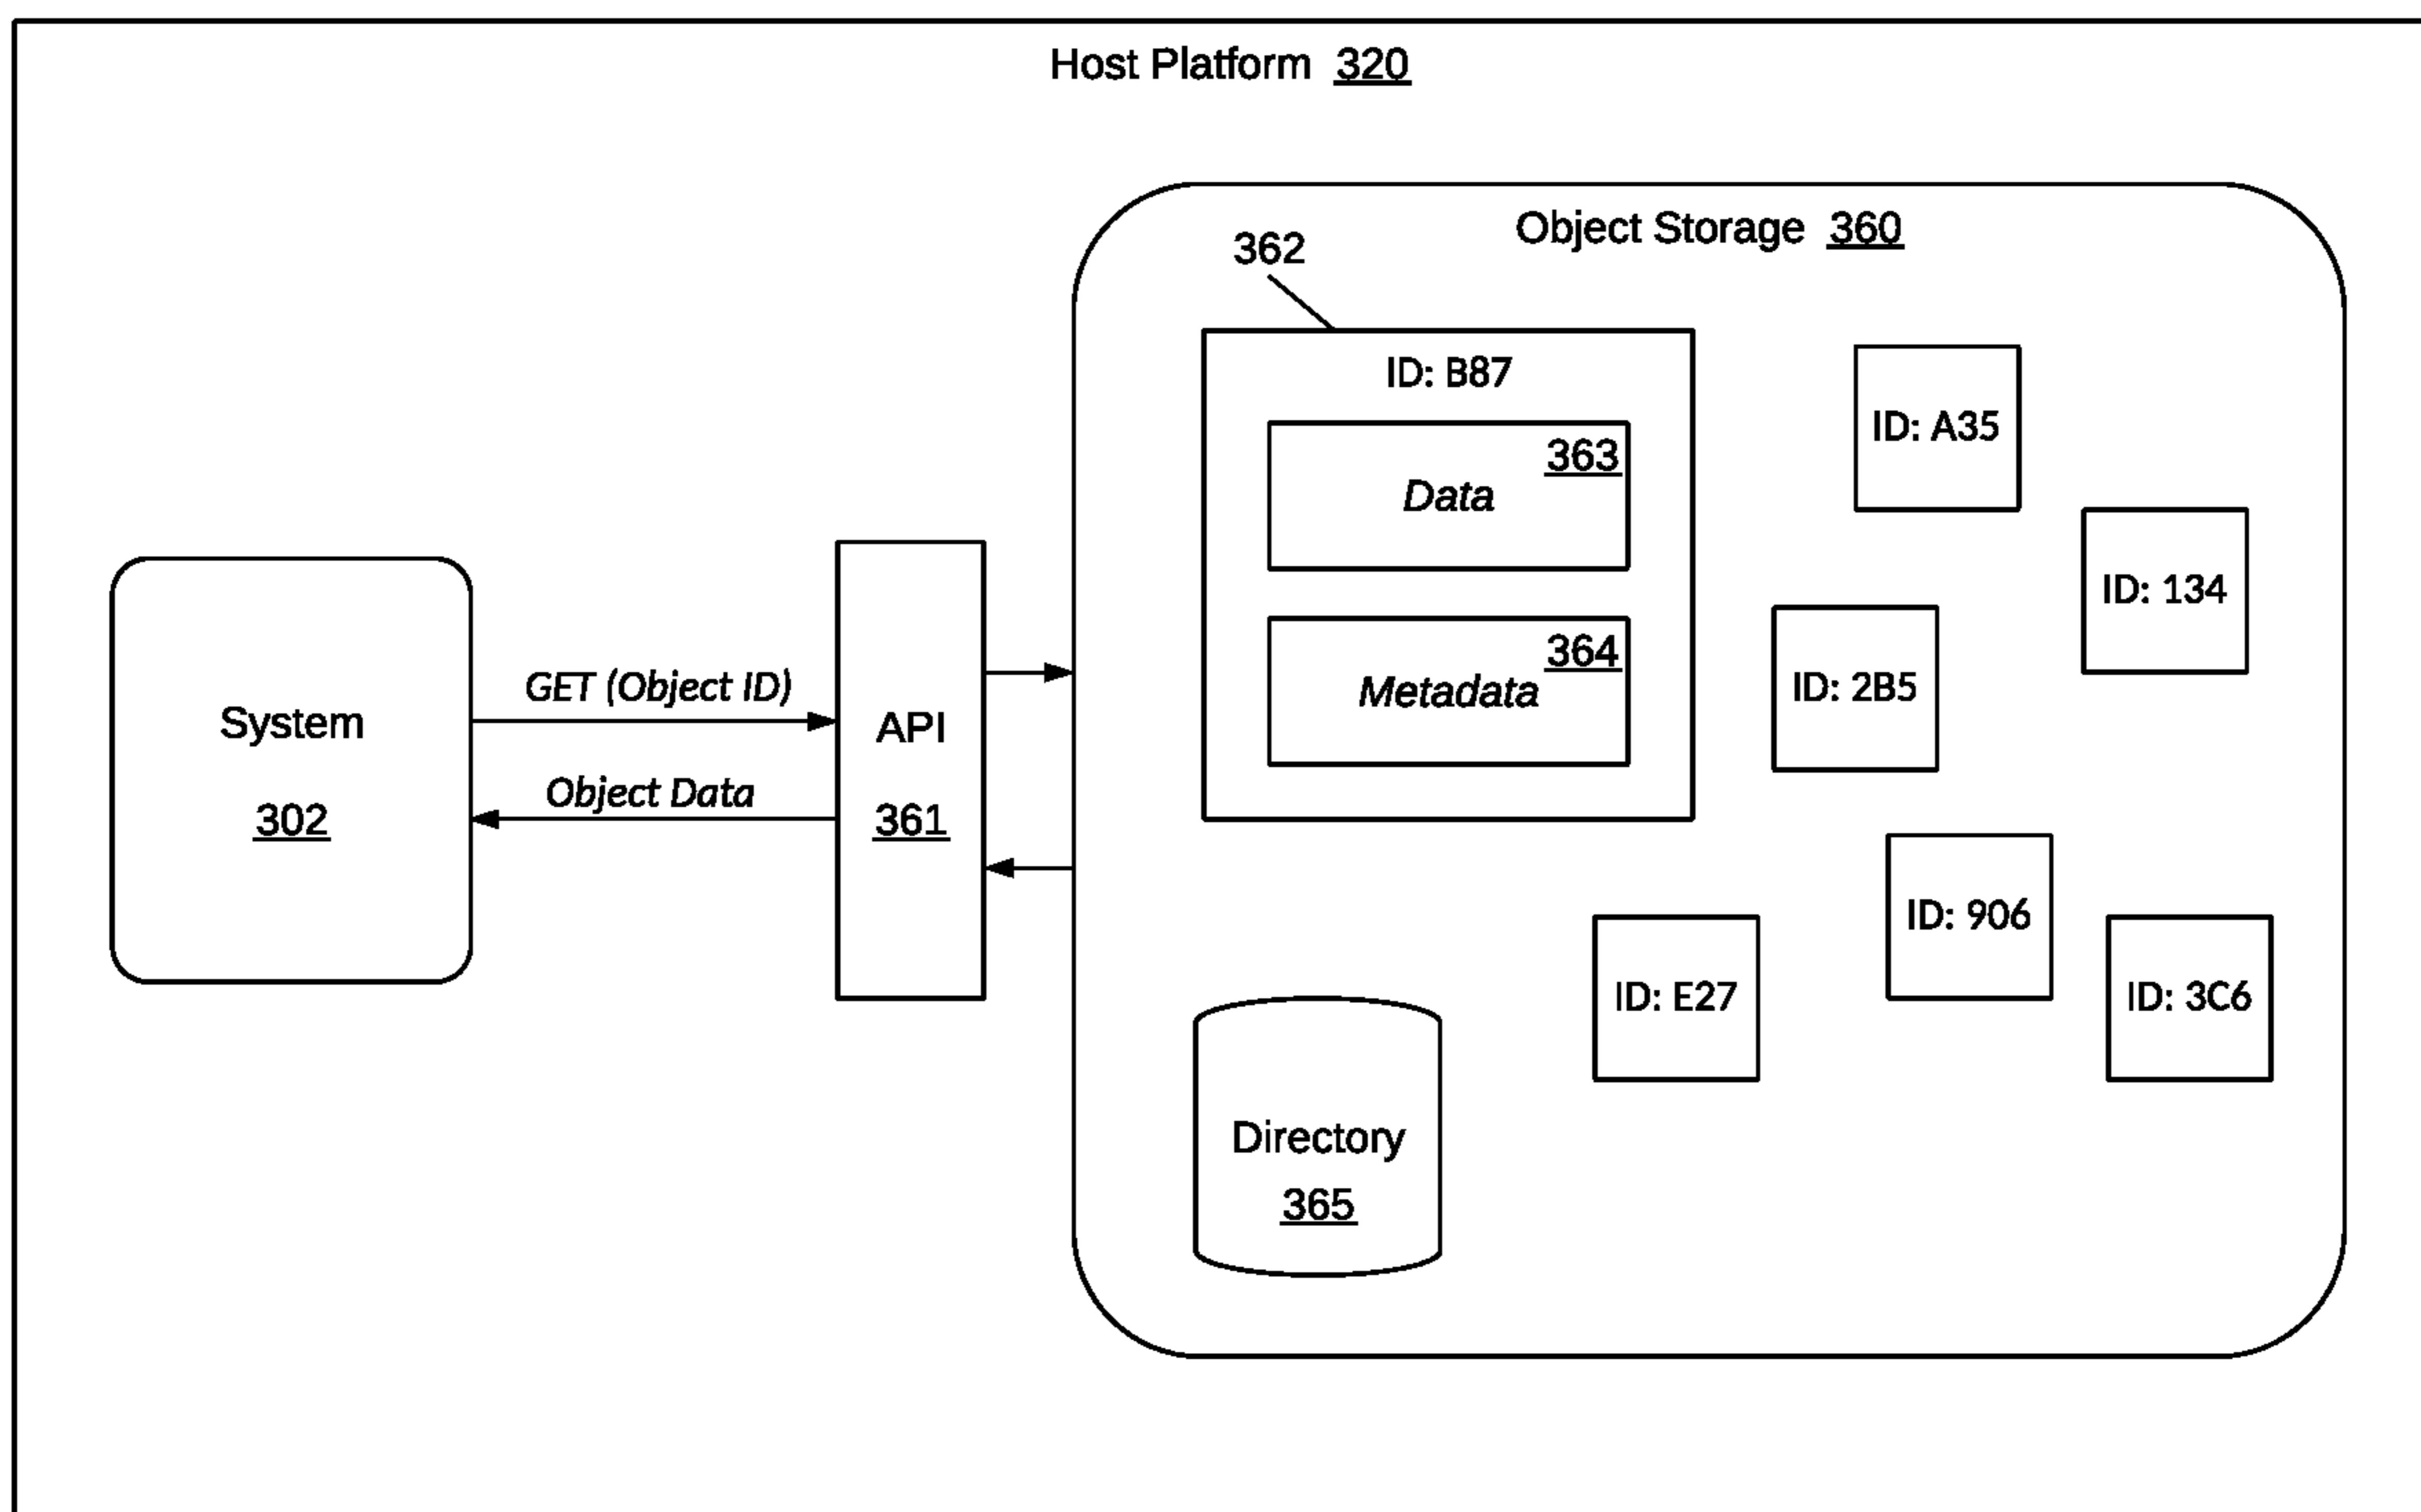 Host Platform 320
Object Storage 360
362
ID: B87
363
Data
364
Metadata
ID: A35
ID: 134
ID: 2B5
ID: 906
ID: E27
ID: 3C6
Directory
365
System
302
GET (Object ID)
Object Data
API
361